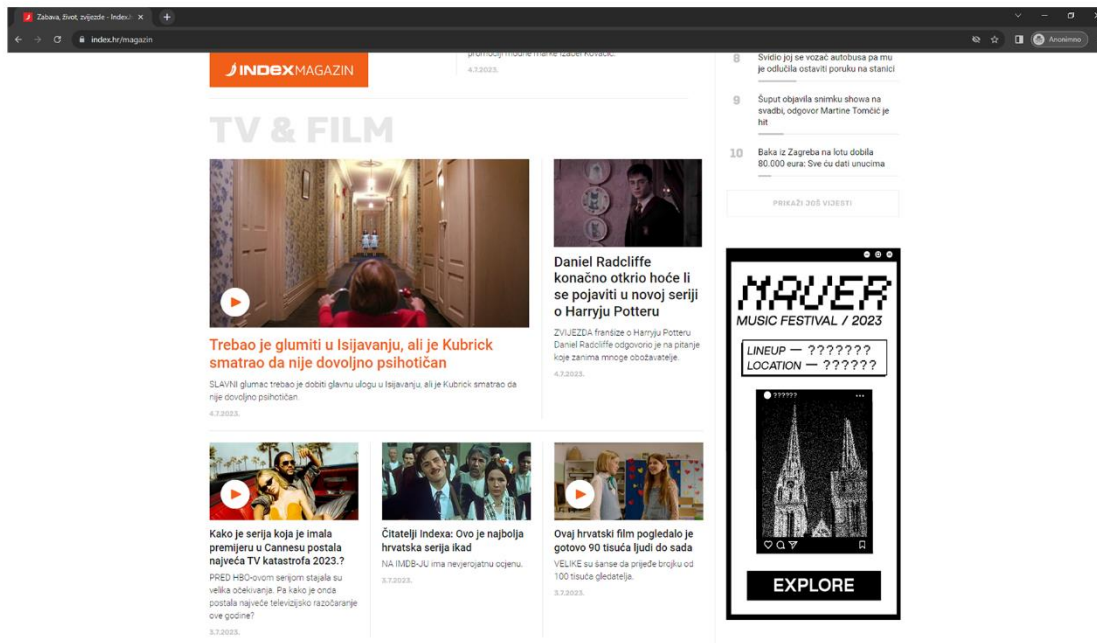 Zabava, život, zvijezde - Index.h
index.hr/magazin
Anonimno
INDEXMAGAZIN
promociji modne marke Izabel Kovačić.
4.7.2023.
TV & FILM
Trebao je glumiti u Isijavanju, ali je Kubrick
smatrao da nije dovoljno psihotičan
SLAVNI glumac trebao je dobiti glavnu ulogu u Isijavanju, ali je Kubrick smatrao da
nije dovoljno psihotičan.
4.7.2023.
Daniel Radcliffe
konačno otkrio hoće li
se pojaviti u novoj seriji
o Harryju Potteru
ZVIJEZDA franšize o Harryju Potteru
Daniel Radcliffe odgovorio je na pitanje
koje zanima mnoge obožavatelje.
4.7.2023.
Kako je serija koja je imala
premijeru u Cannesu postala
najveća TV katastrofa 2023.?
PRED HBO-ovom serijom stajala su
velika očekivanja. Pa kako je onda
postala najveće televizijsko razočaranje
ove godine?
3.7.2023.
Čitatelji Indexa: Ovo je najbolja
hrvatska serija ikad
NA IMDB-JU ima nevjerojatnu ocjenu.
3.7.2023.
Ovaj hrvatski film pogledalo je
gotovo 90 tisuća ljudi do sada
VELIKE su šanse da prijeđe brojku od
100 tisuća gledatelja.
3.7.2023.
8 Svidio joj se vozač autobusa pa mu
je odlučila ostaviti poruku na stanici
9 Šuput objavila snimku showa na
svadbi, odgovor Martine Tomčić je
hit
10 Baka iz Zagreba na lotu dobila
80.000 eura: Sve ću dati unucima
PRIKAŽI JOŠ VIJESTI
MAUER
MUSIC FESTIVAL / 2023
LINEUP — ???????
LOCATION — ??????
??????
EXPLORE